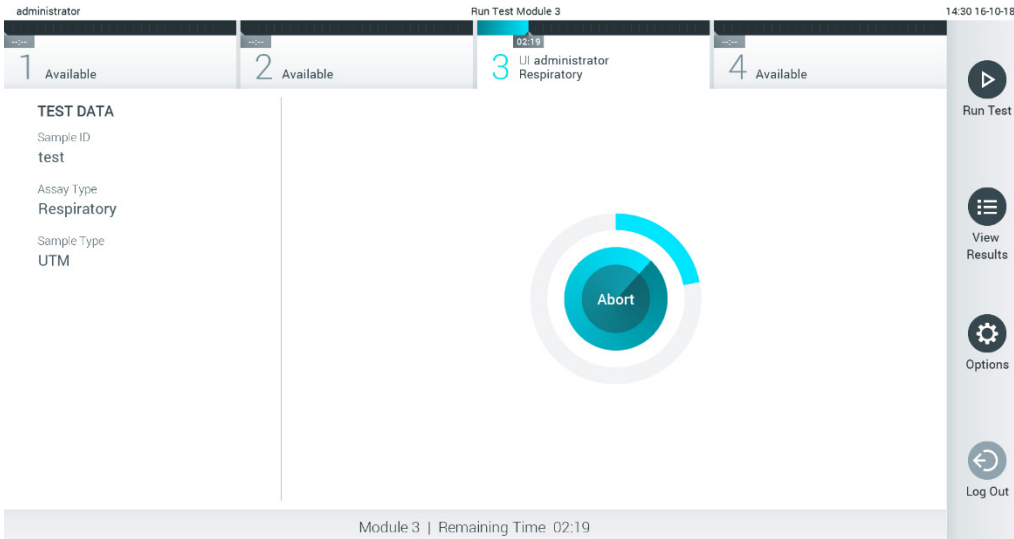 administrator
Run Test Module 3
14:30 16-10-18
--:--
1 Available
--:--
2 Available
02:19
3 UI administrator
Respiratory
--:--
4 Available
TEST DATA
Sample ID
test
Assay Type
Respiratory
Sample Type
UTM
Abort
Run Test
View
Results
Options
Log Out
Module 3 | Remaining Time 02:19